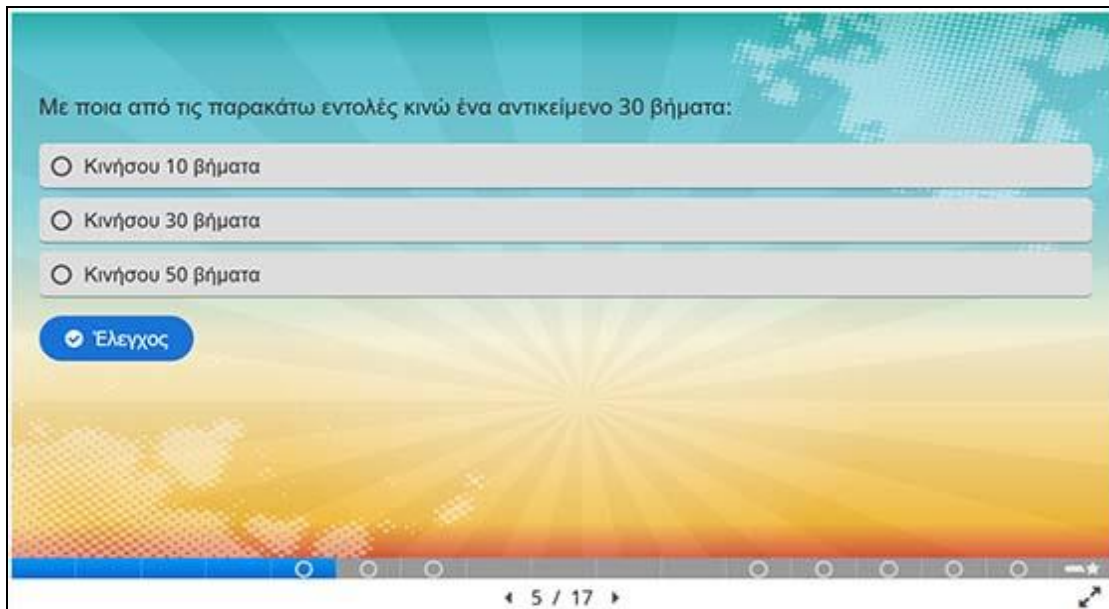 Με ποια από τις παρακάτω εντολές κινώ ένα αντικείμενο 30 βήματα:
Κινήσου 10 βήματα
Κινήσου 30 βήματα
Κινήσου 50 βήματα
Έλεγχος
5 / 17